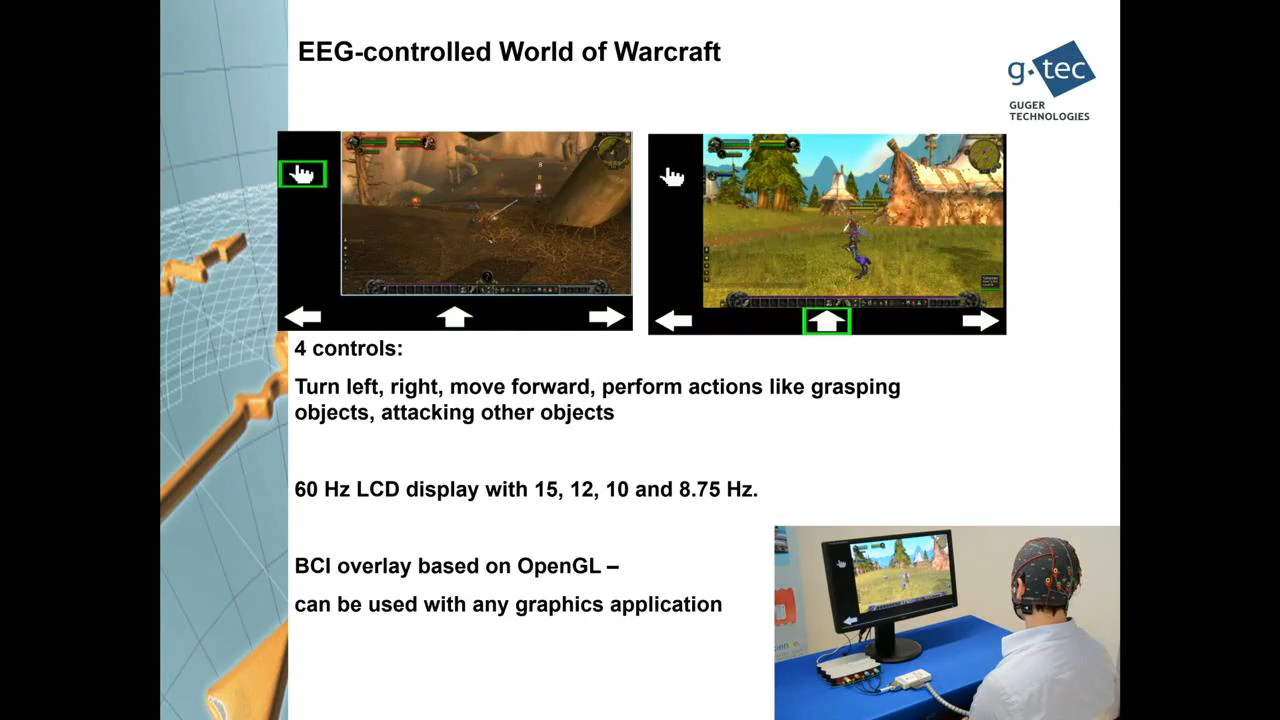 EEG-controlled World of Warcraft
g.tec
GUGER
TECHNOLOGIES
4 controls:
Turn left, right, move forward, perform actions like grasping
objects, attacking other objects
60 Hz LCD display with 15, 12, 10 and 8.75 Hz.
BCI overlay based on OpenGL –
can be used with any graphics application